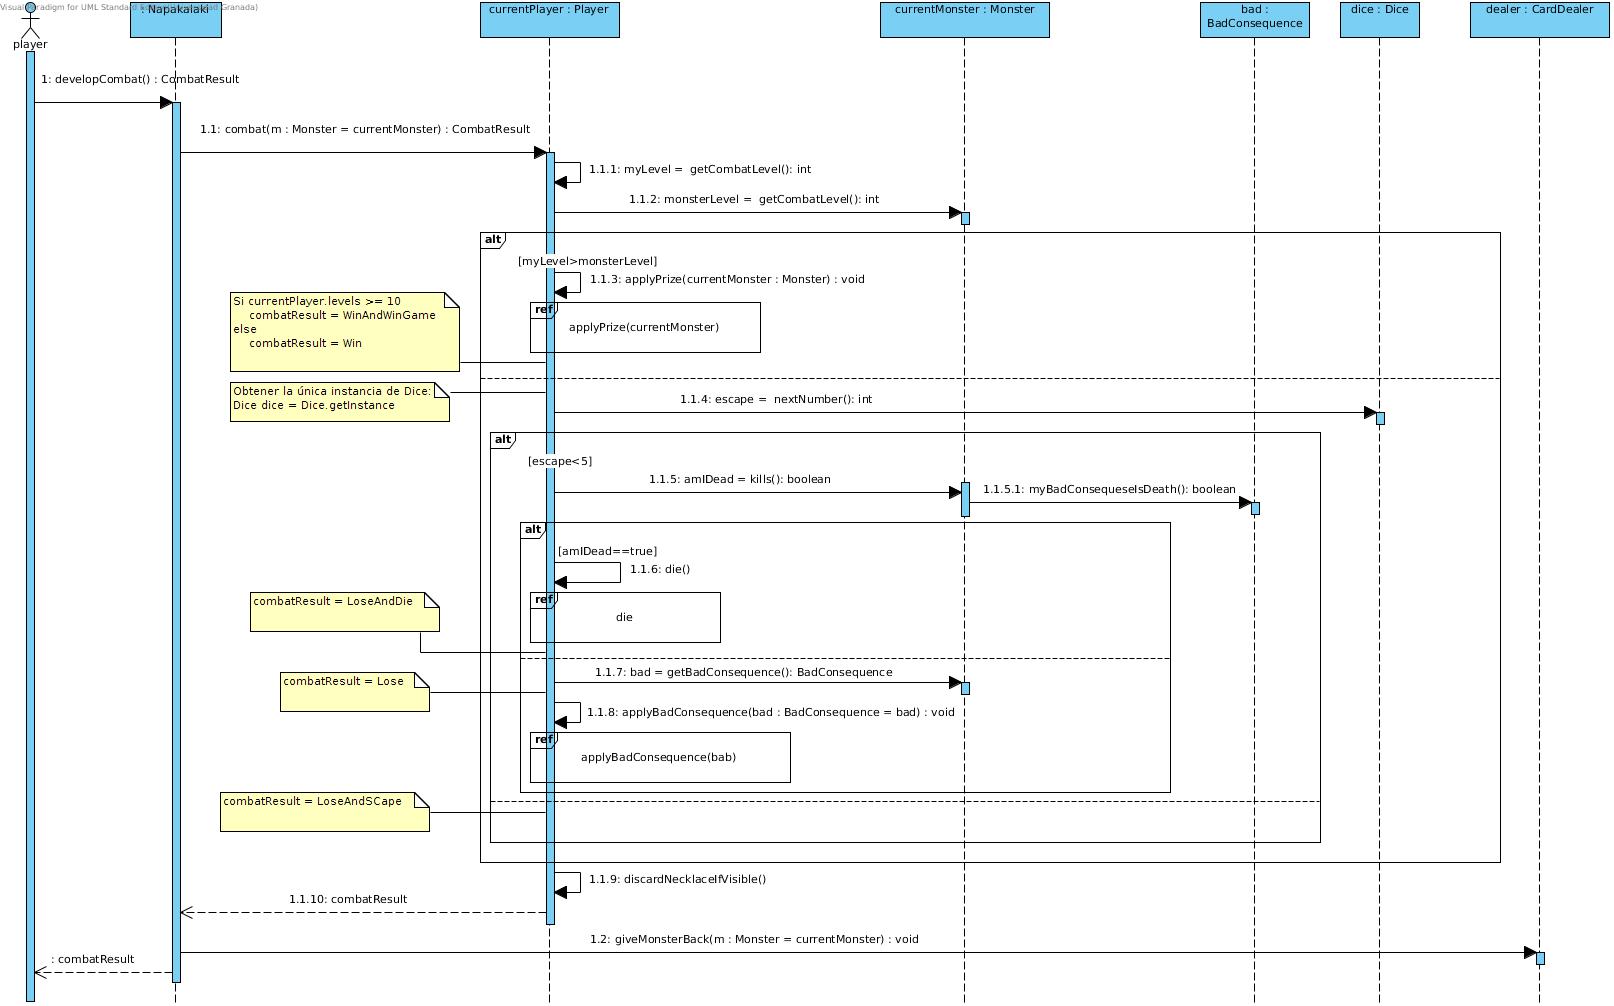 Visual Paradigm for UML Standard Granada)
: Napakalaki
currentPlayer : Player
currentMonster : Monster
bad :
BadConsequence
dice : Dice
dealer : CardDealer
player
1: developCombat() : CombatResult
1.1: combat(m : Monster = currentMonster) : CombatResult
1.1.1: myLevel = getCombatLevel(): int
1.1.2: monsterLevel = getCombatLevel(): int
alt
[myLevel>monsterLevel]
1.1.3: applyPrize(currentMonster : Monster) : void
Si currentPlayer.levels >= 10
combatResult = WinAndWinGame
else
combatResult = Win
ref
applyPrize(currentMonster)
Obtener la única instancia de Dice:
Dice dice = Dice.getInstance
1.1.4: escape = nextNumber(): int
alt
[escape<5]
1.1.5: amIDead = kills(): boolean
1.1.5.1: myBadConsequeseIsDeath(): boolean
alt
[amIDead==true]
1.1.6: die()
combatResult = LoseAndDie
ref
die
1.1.7: bad = getBadConsequence(): BadConsequence
combatResult = Lose
1.1.8: applyBadConsequence(bad : BadConsequence = bad) : void
ref
applyBadConsequence(bab)
combatResult = LoseAndSCape
1.1.9: discardNecklaceIfVisible()
1.1.10: combatResult
1.2: giveMonsterBack(m : Monster = currentMonster) : void
: combatResult